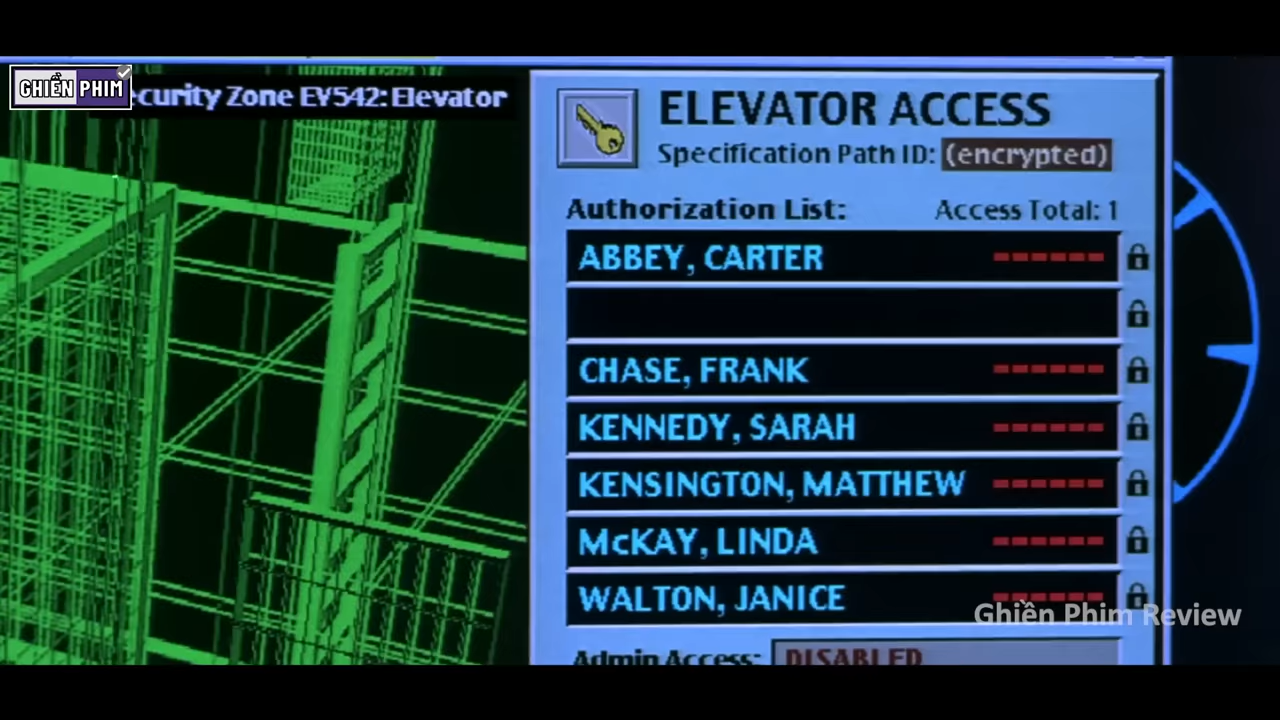 GHIỀN PHIM
curity Zone EV542: Elevator
ELEVATOR ACCESS
Specification Path ID: (encrypted)
Authorization List: Access Total: 1
ABBEY, CARTER ------
CHASE, FRANK ------
KENNEDY, SARAH ------
KENSINGTON, MATTHEW ------
McKAY, LINDA ------
WALTON, JANICE ------
Ghiền Phim Review
Admin Access: DISABLED